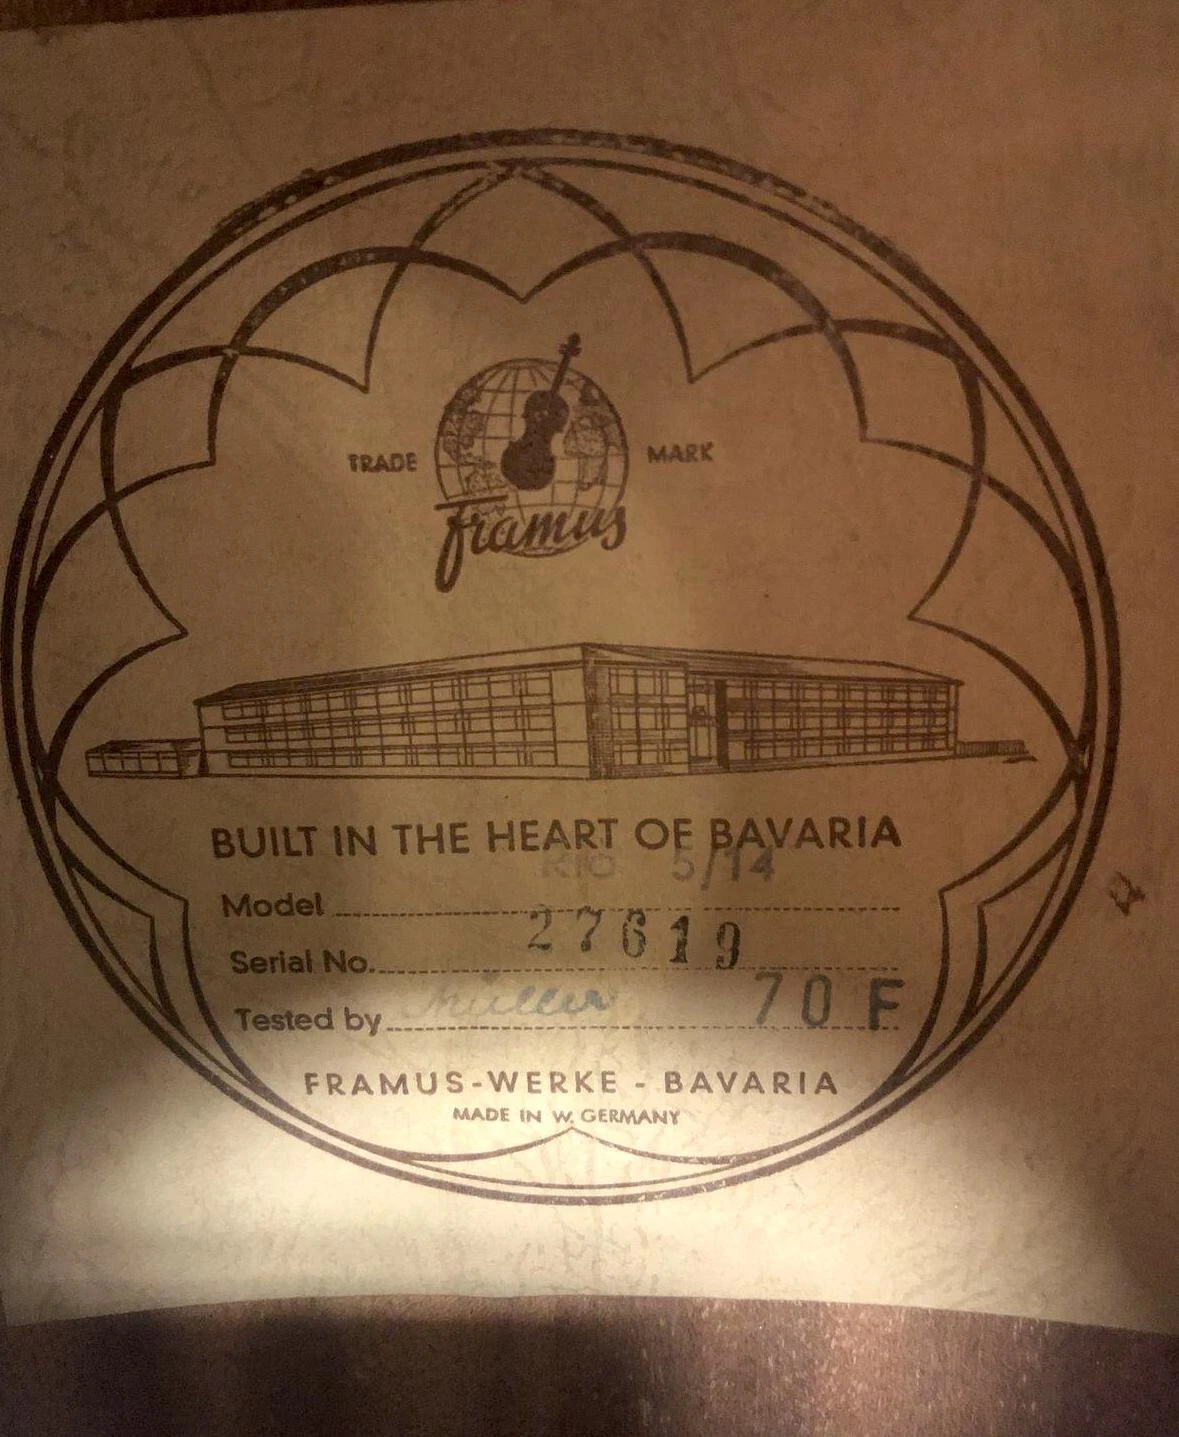 TRADE MARK
Framus
BUILT IN THE HEART OF BAVARIA
RIO 5/14
Model
27619
Serial No.
Tested by Müller 70 F
FRAMUS-WERKE - BAVARIA
MADE IN W. GERMANY